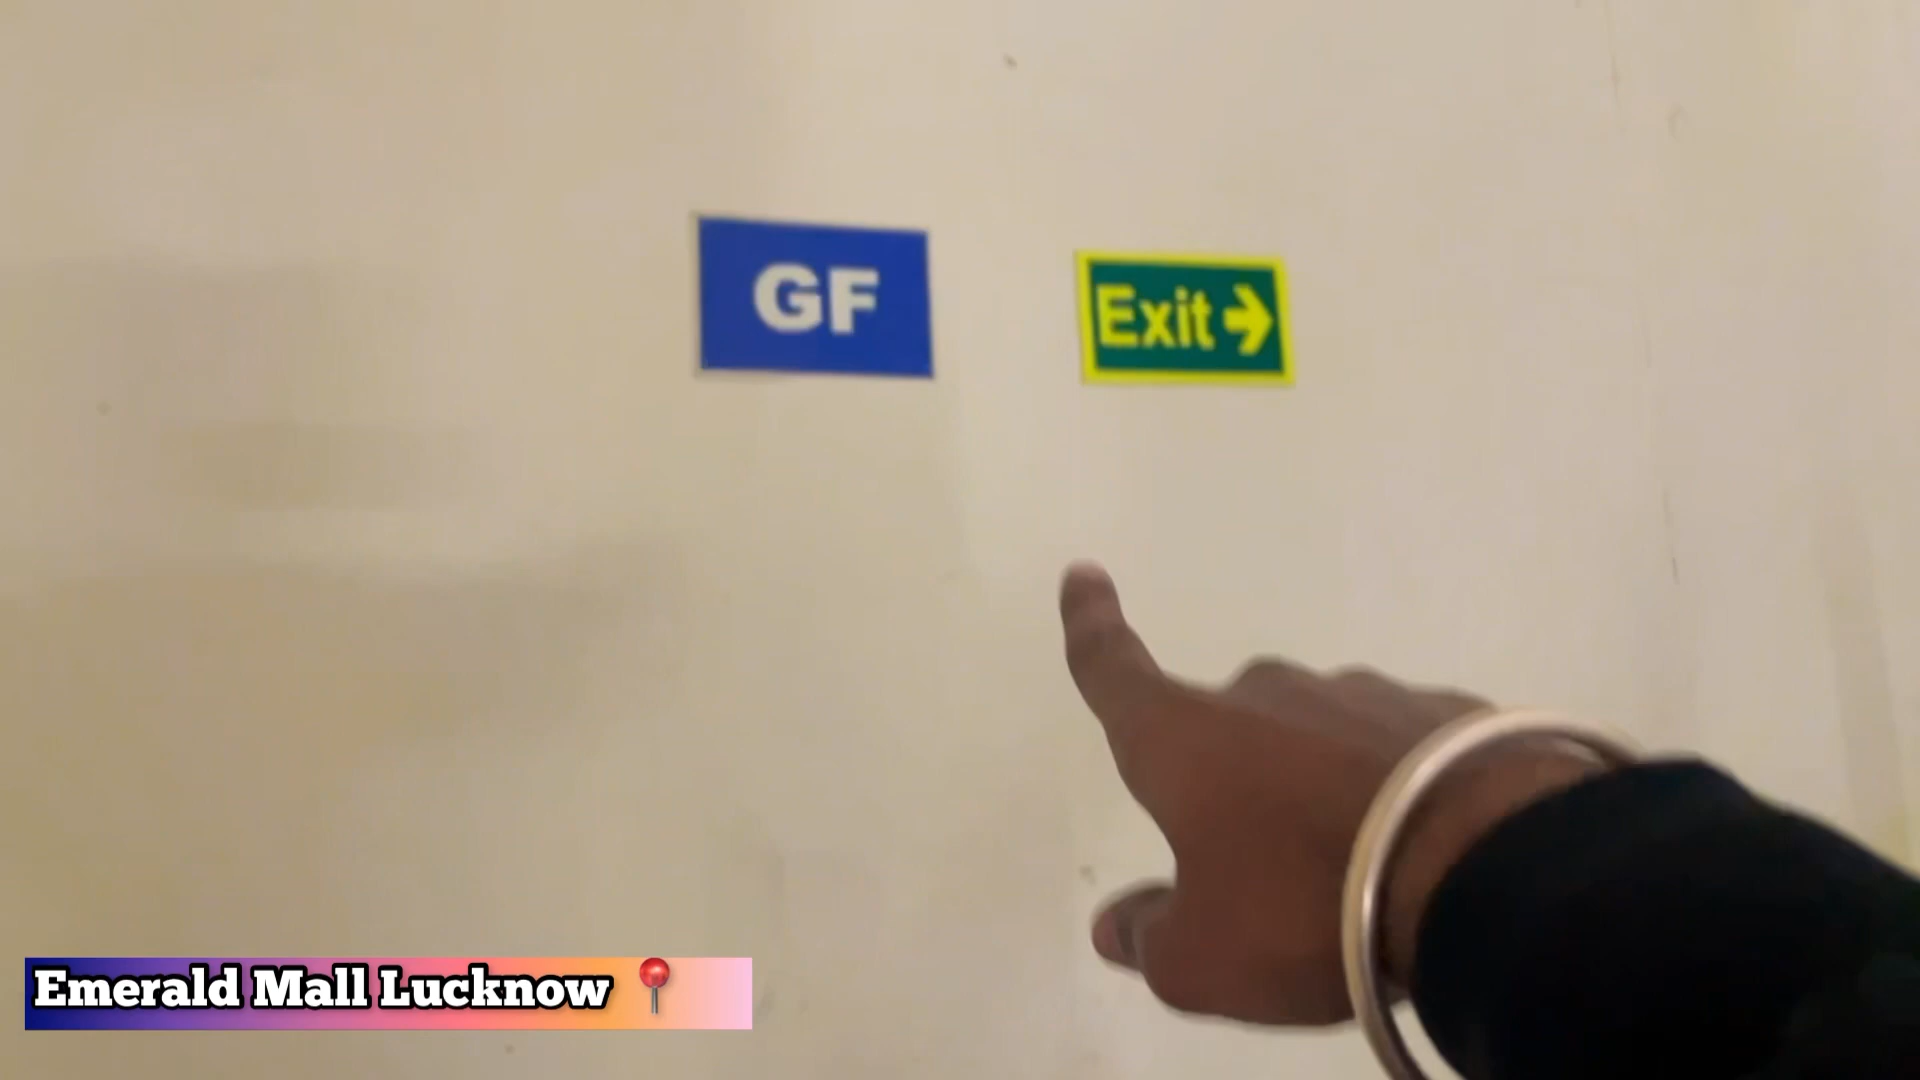 GF
Exit →
Emerald Mall Lucknow 📍